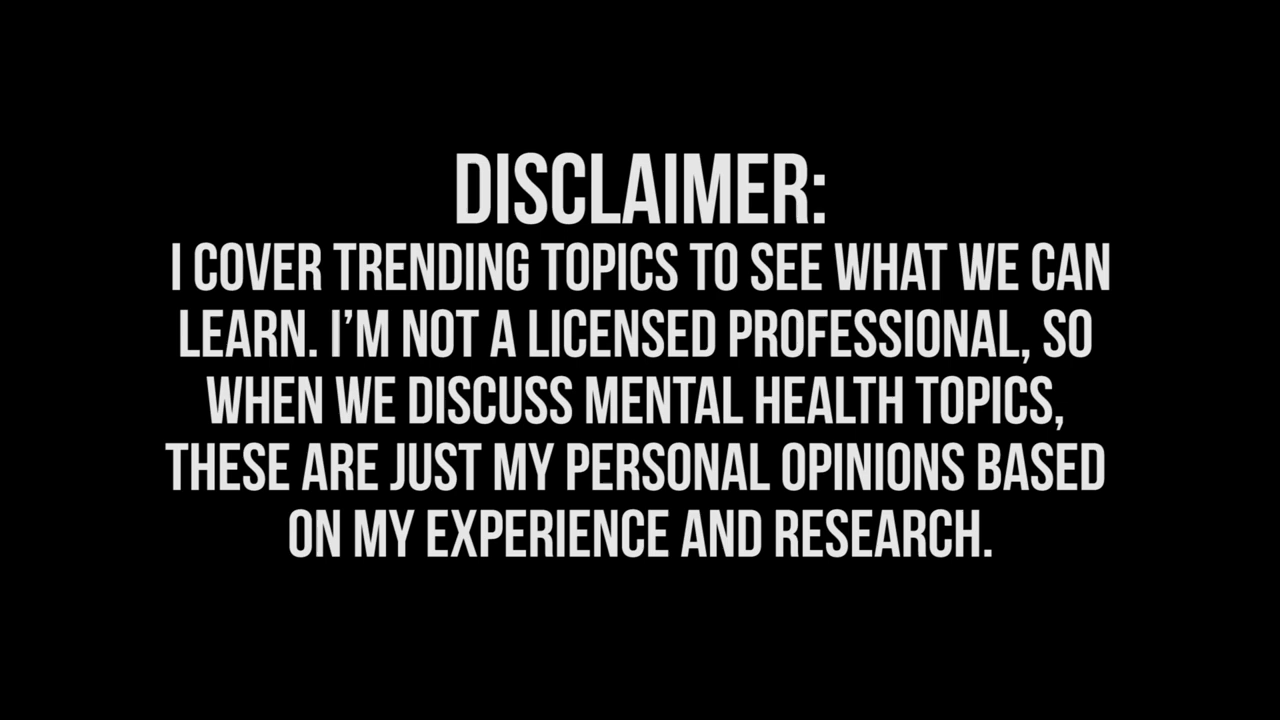 DISCLAIMER:
I COVER TRENDING TOPICS TO SEE WHAT WE CAN
LEARN. I’M NOT A LICENSED PROFESSIONAL, SO
WHEN WE DISCUSS MENTAL HEALTH TOPICS,
THESE ARE JUST MY PERSONAL OPINIONS BASED
ON MY EXPERIENCE AND RESEARCH.